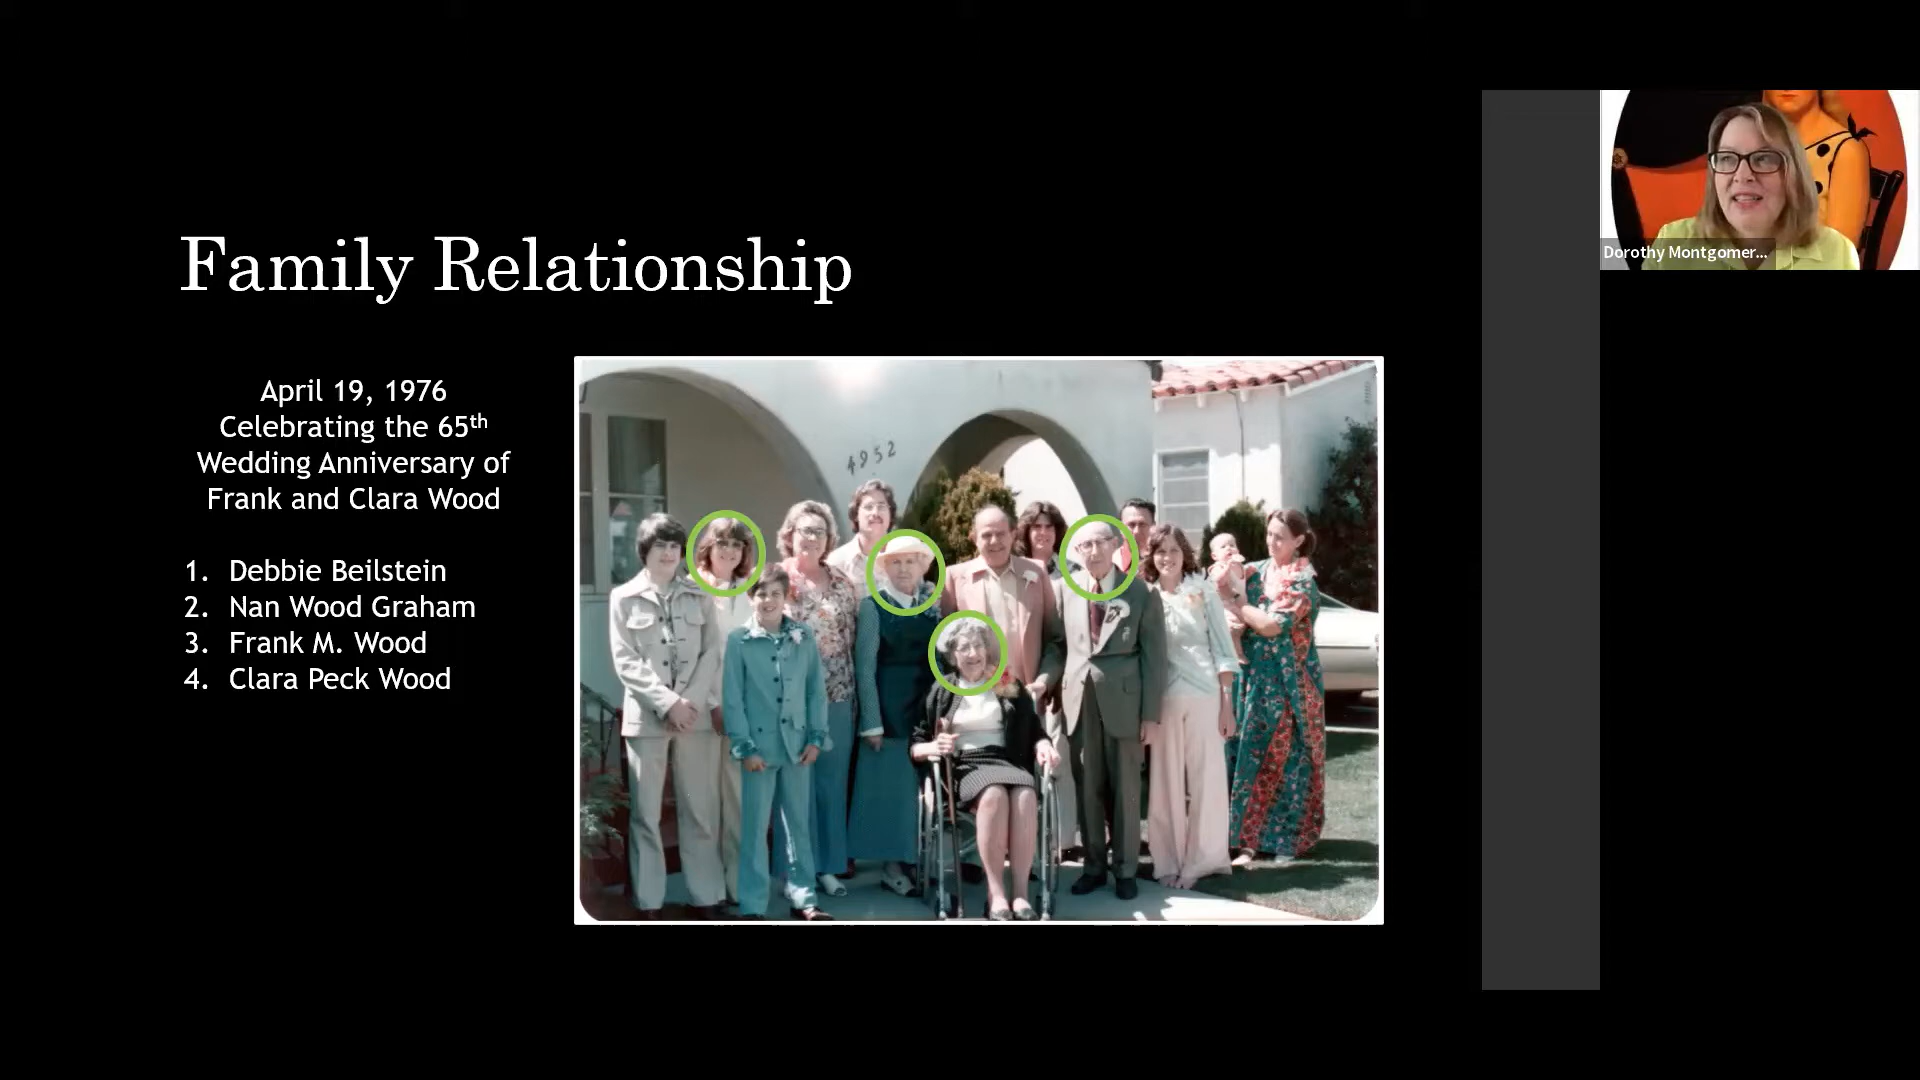 Family Relationship
April 19, 1976
Celebrating the 65th
Wedding Anniversary of
Frank and Clara Wood
1. Debbie Beilstein
2. Nan Wood Graham
3. Frank M. Wood
4. Clara Peck Wood
4952
Dorothy Montgomer...